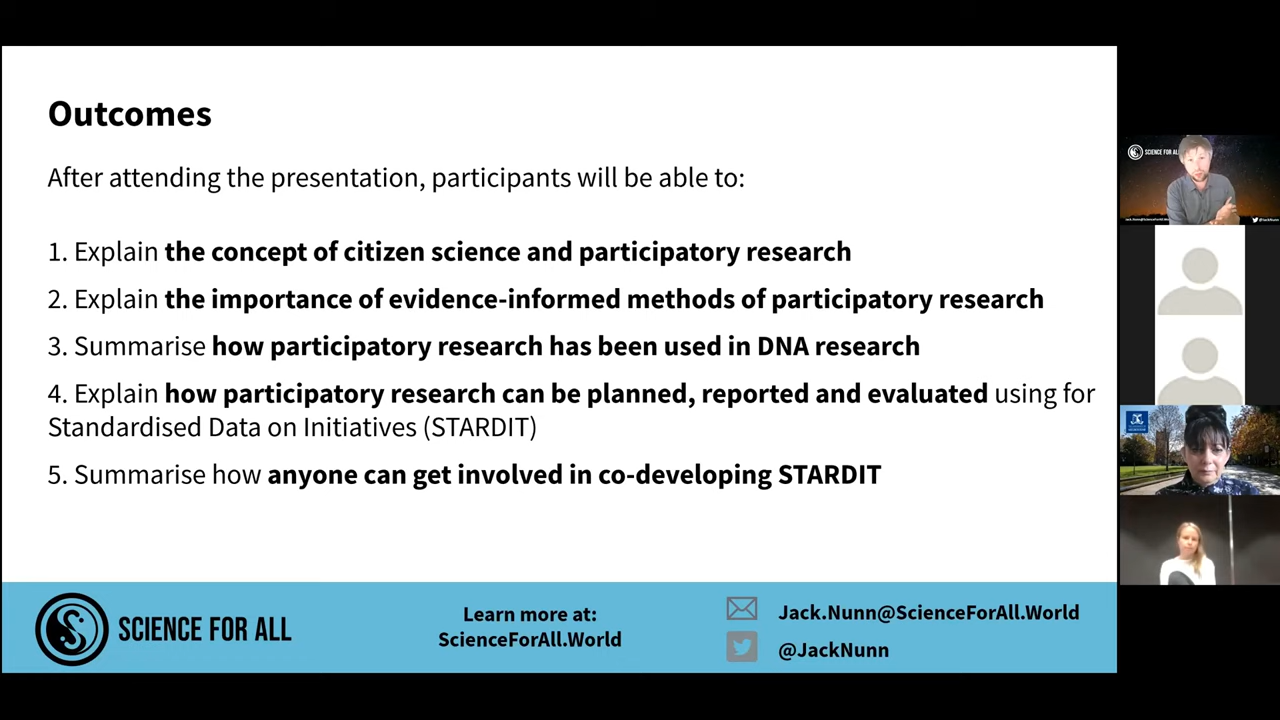 Outcomes
After attending the presentation, participants will be able to:
1. Explain the concept of citizen science and participatory research
2. Explain the importance of evidence-informed methods of participatory research
3. Summarise how participatory research has been used in DNA research
4. Explain how participatory research can be planned, reported and evaluated using for
Standardised Data on Initiatives (STARDIT)
5. Summarise how anyone can get involved in co-developing STARDIT
SCIENCE FOR ALL
Learn more at:
ScienceForAll.World
Jack.Nunn@ScienceForAll.World
@JackNunn
SCIENCE FOR AL